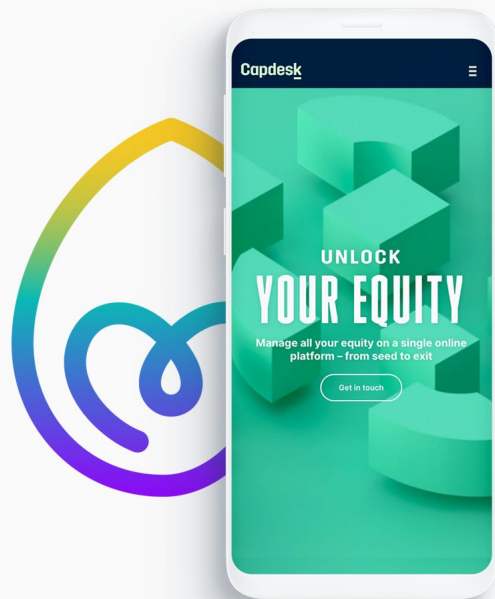 Capdesk
UNLOCK
YOUR EQUITY
Manage all your equity on a single online
platform – from seed to exit
Get in touch